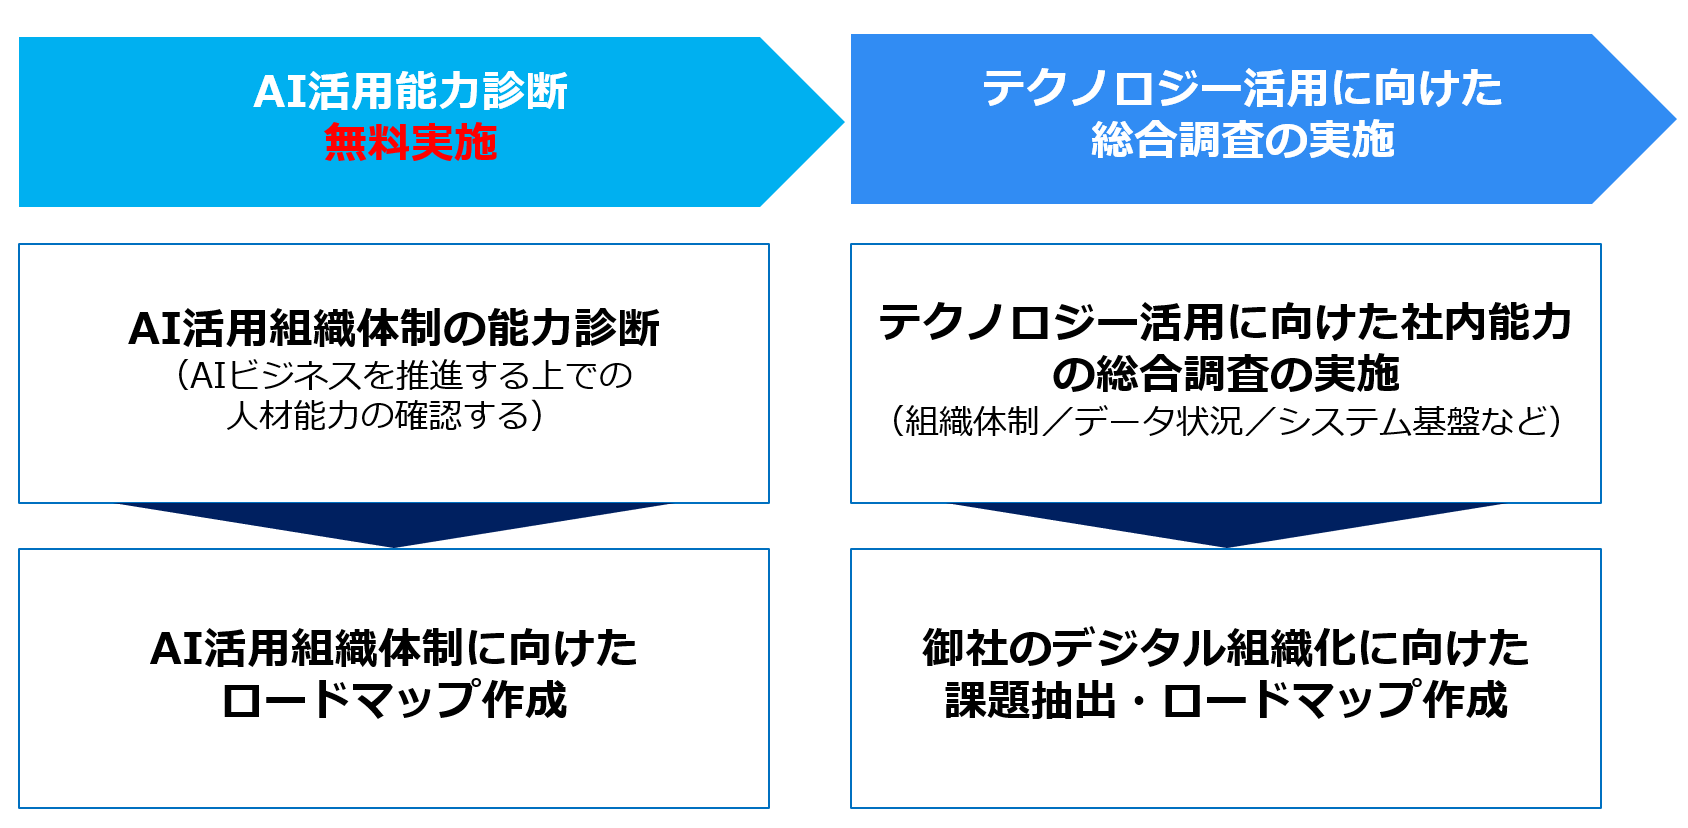 AI活用能力診断
無料実施
テクノロジー活用に向けた
総合調査の実施
AI活用組織体制の能力診断
（AIビジネスを推進する上での
人材能力の確認する）
テクノロジー活用に向けた社内能力
の総合調査の実施
（組織体制／データ状況／システム基盤など）
AI活用組織体制に向けた
ロードマップ作成
御社のデジタル組織化に向けた
課題抽出・ロードマップ作成